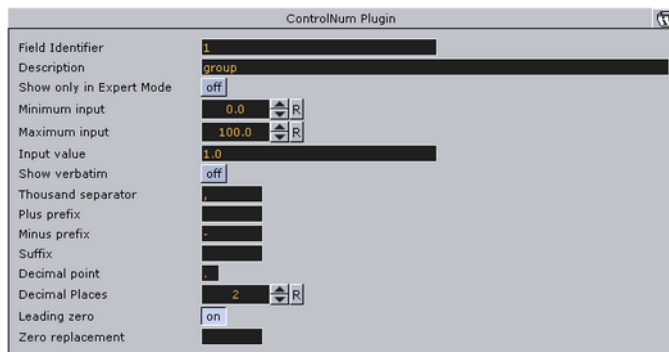 ControlNum Plugin
Field Identifier 1
Description group
Show only in Expert Mode off
Minimum input 0.0 R
Maximum input 100.0 R
Input value 1.0
Show verbatim off
Thousand separator ,
Plus prefix
Minus prefix -
Suffix
Decimal point .
Decimal Places 2 R
Leading zero on
Zero replacement